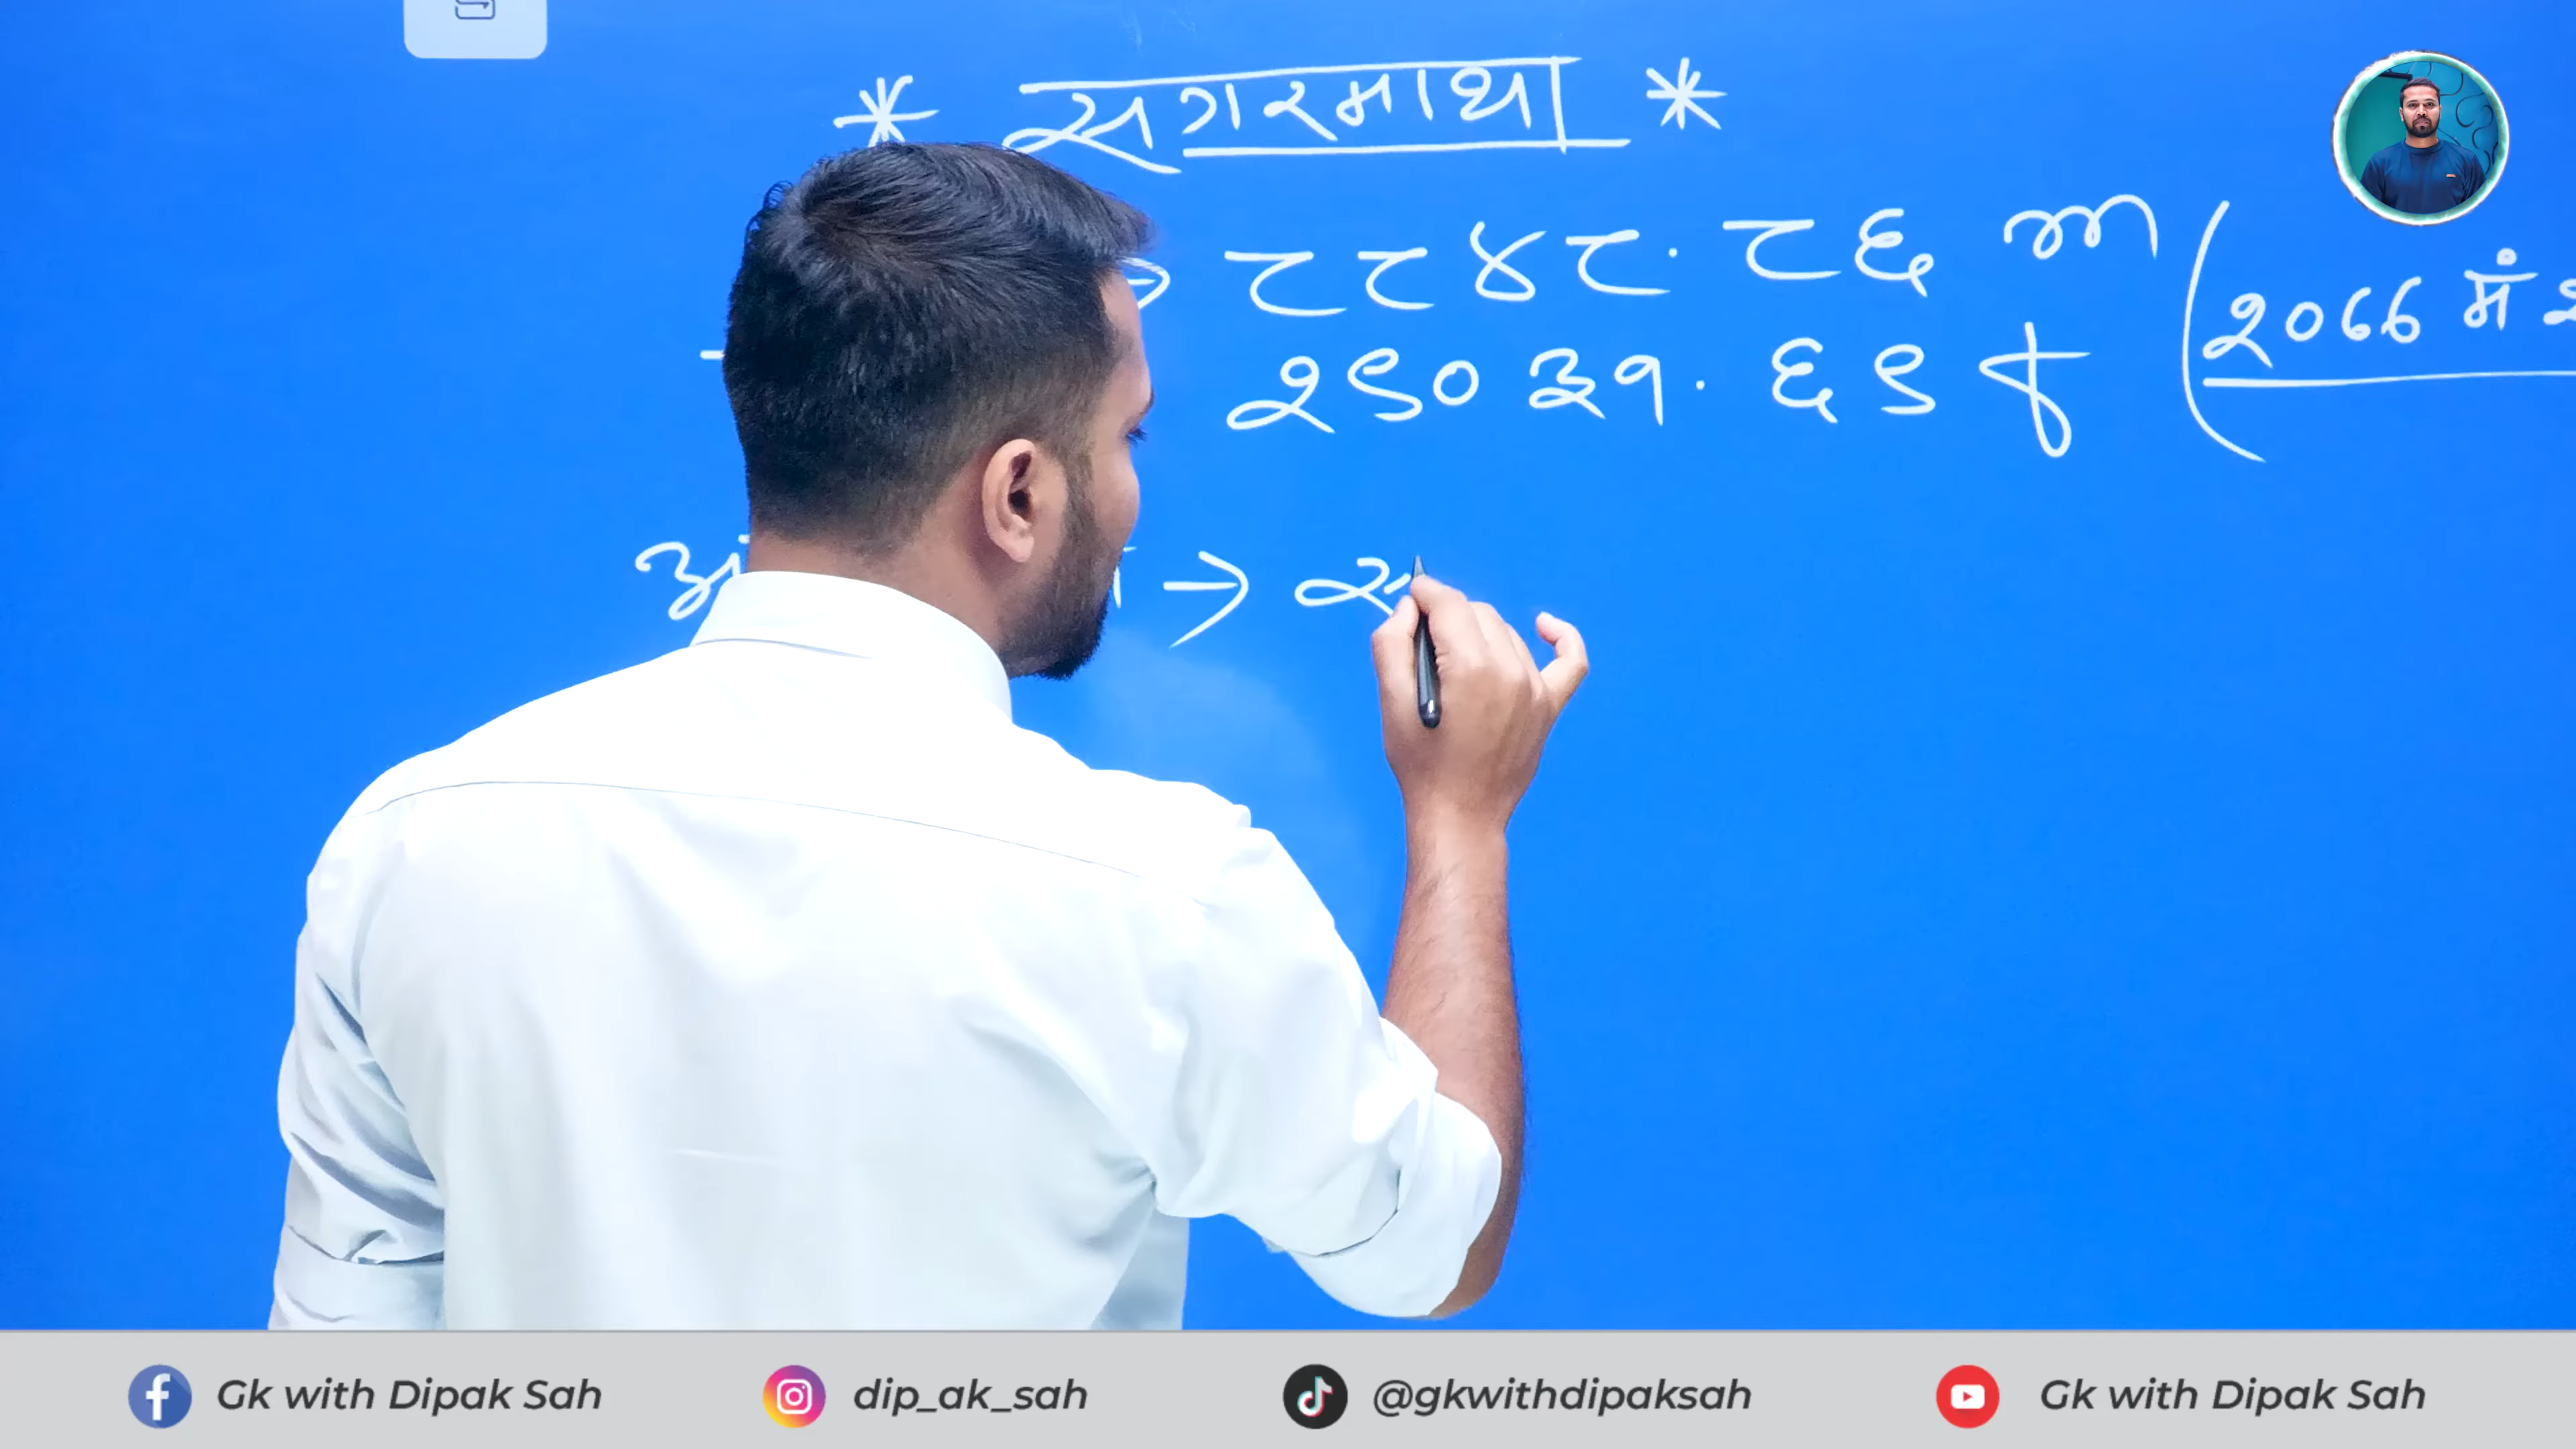 * सगरमाथा *
→ ८८४८.८६ m
२९०३१.६९ f (२०७७ मं
→
Gk with Dipak Sah
dip_ak_sah
@gkwithdipaksah
Gk with Dipak Sah